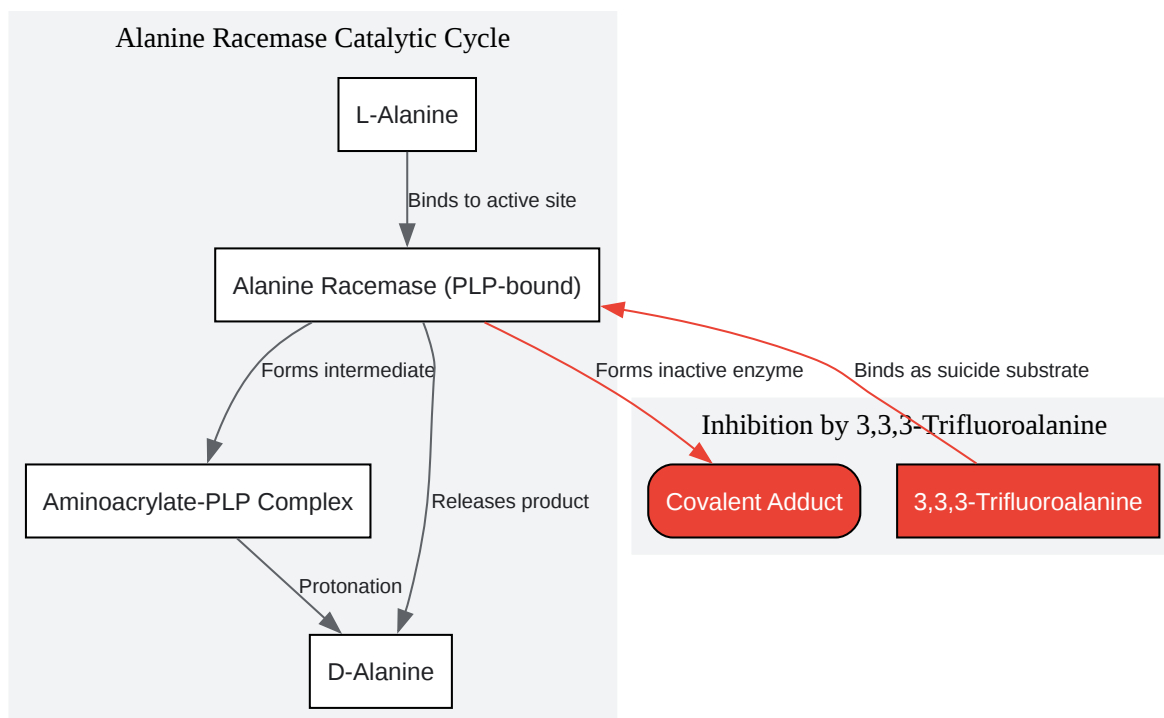 Alanine Racemase Catalytic Cycle
L-Alanine
Binds to active site
Alanine Racemase (PLP-bound)
Forms intermediate
Forms inactive enzyme
Binds as suicide substrate
Inhibition by 3,3,3-Trifluoroalanine
Aminoacrylate-PLP Complex
Releases product
Covalent Adduct
3,3,3-Trifluoroalanine
Protonation
D-Alanine